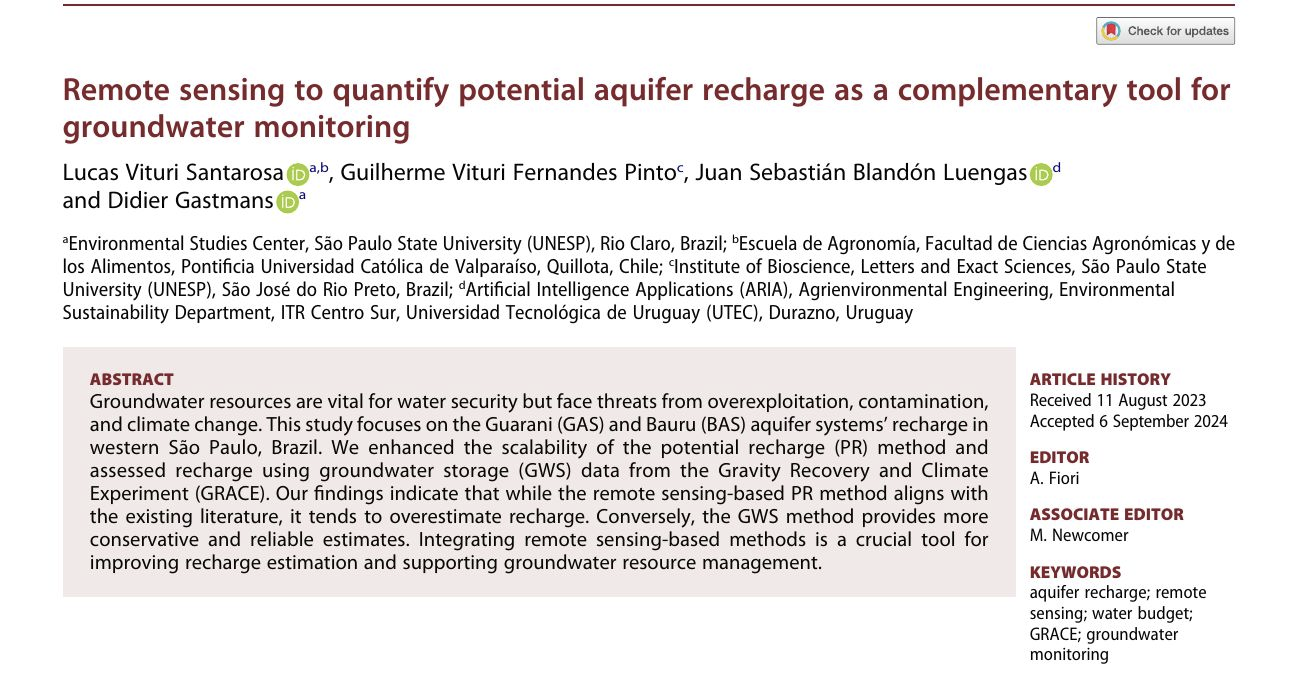 Check for updates
Remote sensing to quantify potential aquifer recharge as a complementary tool for
groundwater monitoring
Lucas Vituri Santarosa iD a,b, Guilherme Vituri Fernandes Pinto c, Juan Sebastián Blandón Luengas iD d
and Didier Gastmans iD a
aEnvironmental Studies Center, São Paulo State University (UNESP), Rio Claro, Brazil; bEscuela de Agronomía, Facultad de Ciencias Agronómicas y de
los Alimentos, Pontificia Universidad Católica de Valparaíso, Quillota, Chile; cInstitute of Bioscience, Letters and Exact Sciences, São Paulo State
University (UNESP), São José do Rio Preto, Brazil; dArtificial Intelligence Applications (ARIA), Agrienvironmental Engineering, Environmental
Sustainability Department, ITR Centro Sur, Universidad Tecnológica de Uruguay (UTEC), Durazno, Uruguay
ABSTRACT
Groundwater resources are vital for water security but face threats from overexploitation, contamination,
and climate change. This study focuses on the Guarani (GAS) and Bauru (BAS) aquifer systems’ recharge in
western São Paulo, Brazil. We enhanced the scalability of the potential recharge (PR) method and
assessed recharge using groundwater storage (GWS) data from the Gravity Recovery and Climate
Experiment (GRACE). Our findings indicate that while the remote sensing-based PR method aligns with
the existing literature, it tends to overestimate recharge. Conversely, the GWS method provides more
conservative and reliable estimates. Integrating remote sensing-based methods is a crucial tool for
improving recharge estimation and supporting groundwater resource management.
ARTICLE HISTORY
Received 11 August 2023
Accepted 6 September 2024
EDITOR
A. Fiori
ASSOCIATE EDITOR
M. Newcomer
KEYWORDS
aquifer recharge; remote
sensing; water budget;
GRACE; groundwater
monitoring